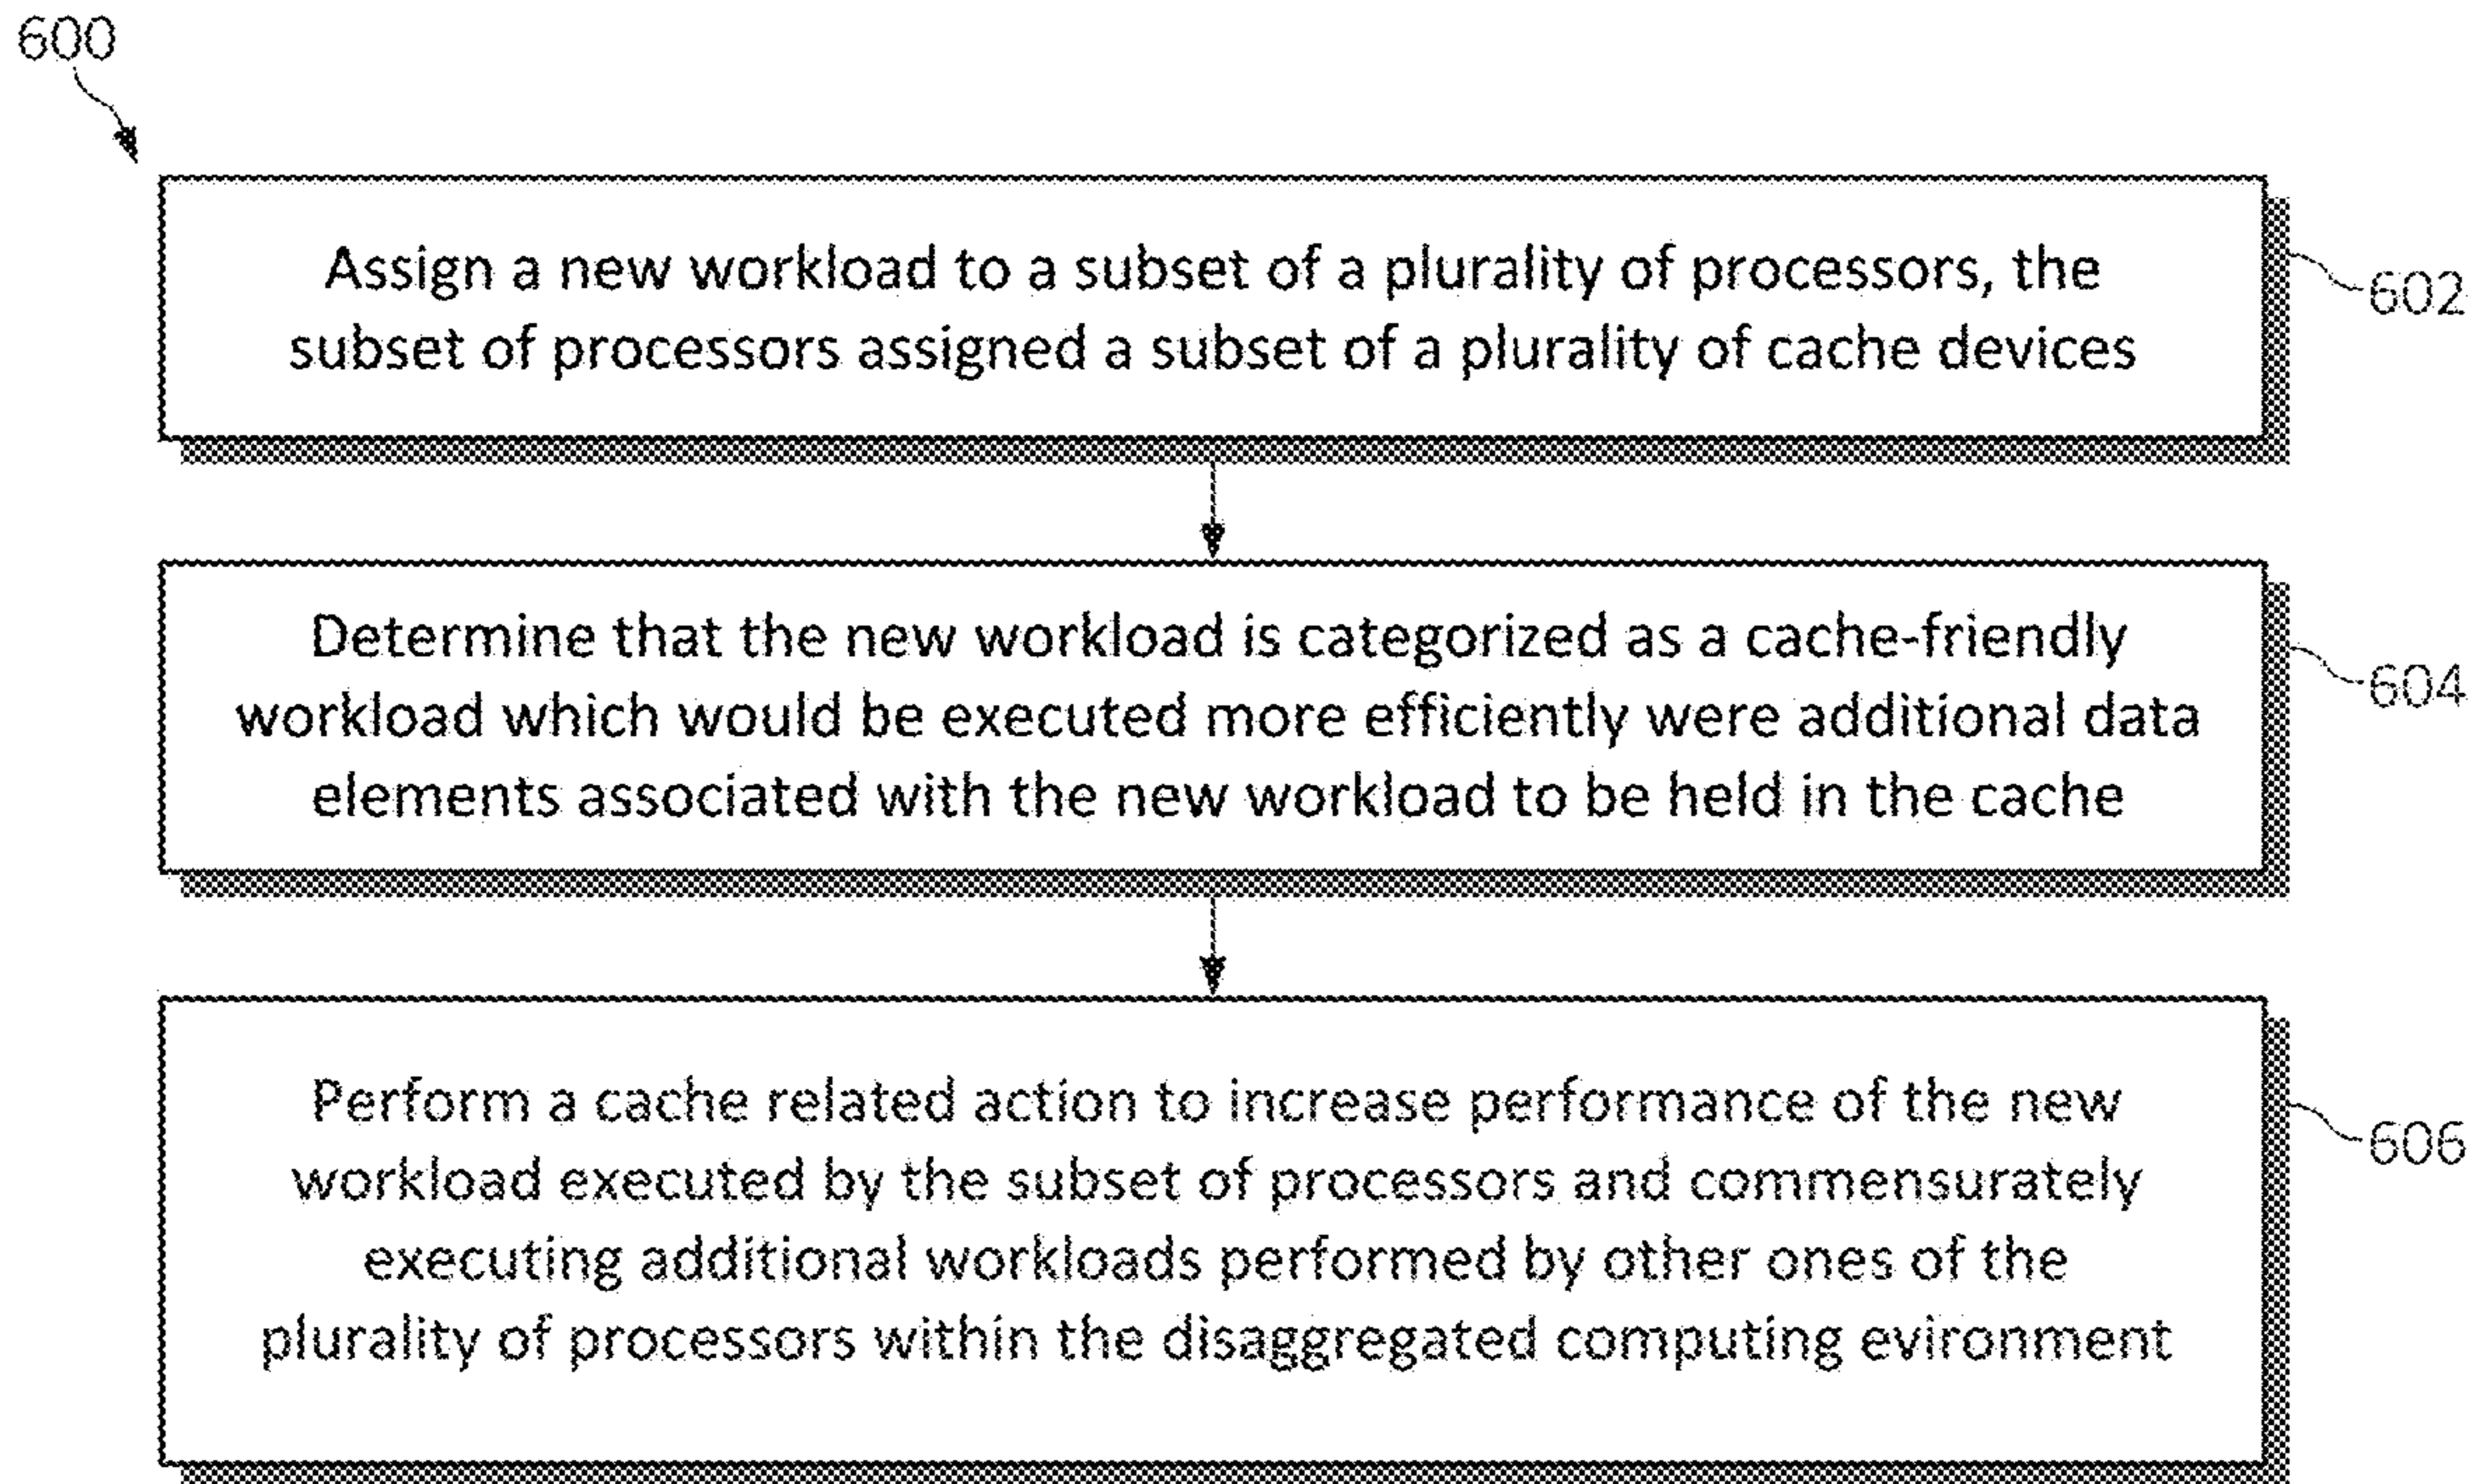 600
Assign a new workload to a subset of a plurality of processors, the
subset of processors assigned a subset of a plurality of cache devices
602
Determine that the new workload is categorized as a cache-friendly
workload which would be executed more efficiently were additional data
elements associated with the new workload to be held in the cache
604
Perform a cache related action to increase performance of the new
workload executed by the subset of processors and commensurately
executing additional workloads performed by other ones of the
plurality of processors within the disaggregated computing evironment
606